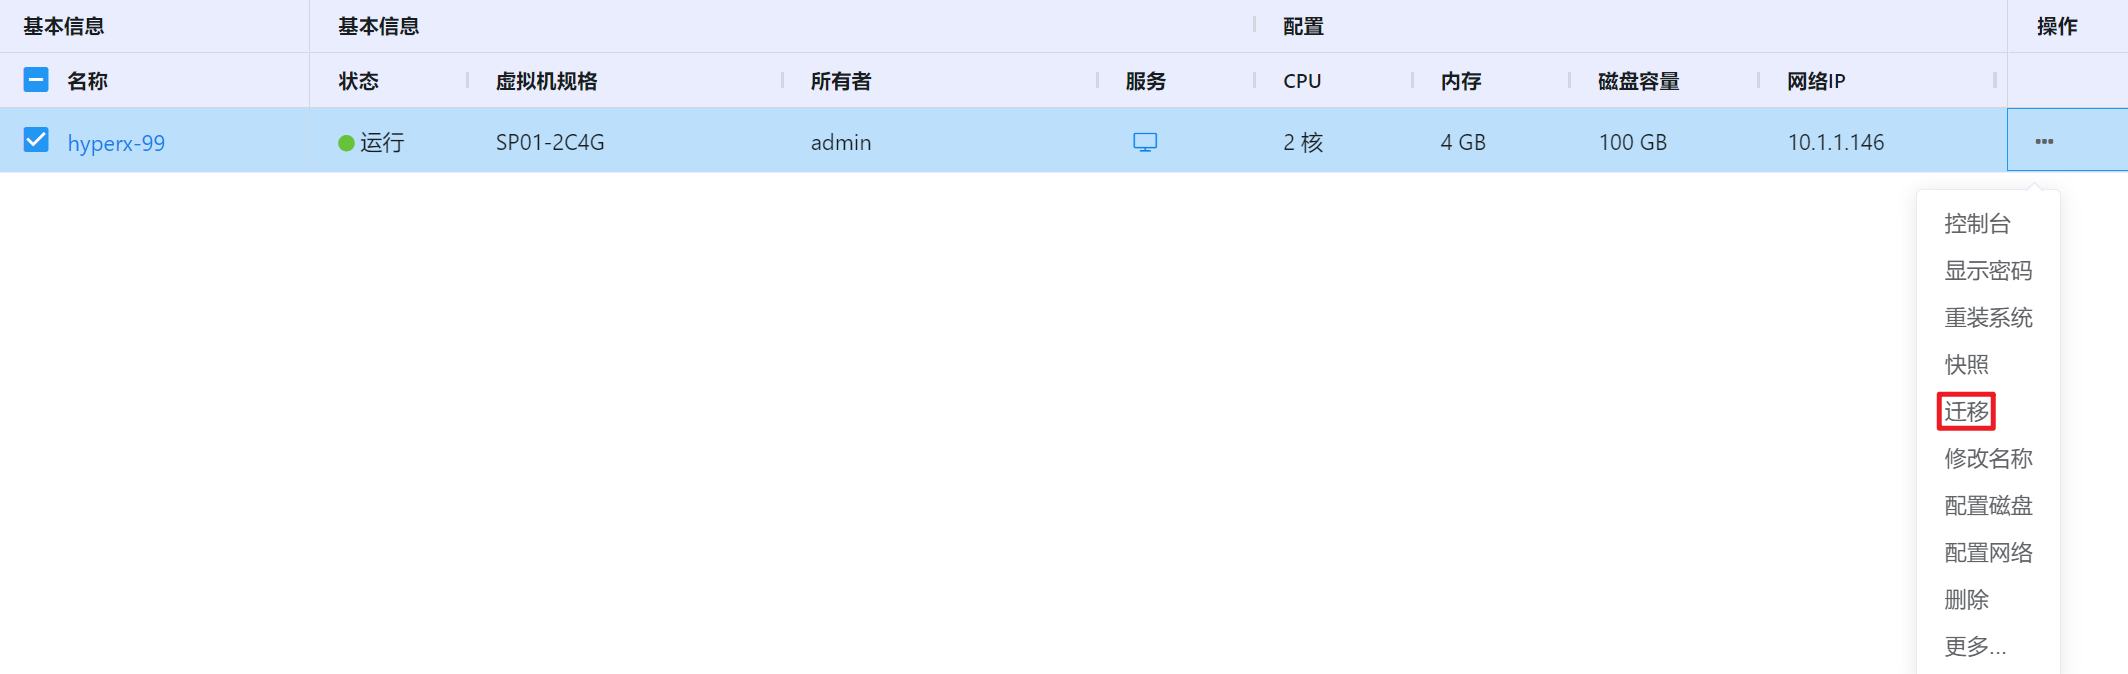 基本信息 基本信息 配置 操作
名称 状态 虚拟机规格 所有者 服务 CPU 内存 磁盘容量 网络IP
hyperx-99 运行 SP01-2C4G admin 2 核 4 GB 100 GB 10.1.1.146 •••
控制台
显示密码
重装系统
快照
迁移
修改名称
配置磁盘
配置网络
删除
更多...